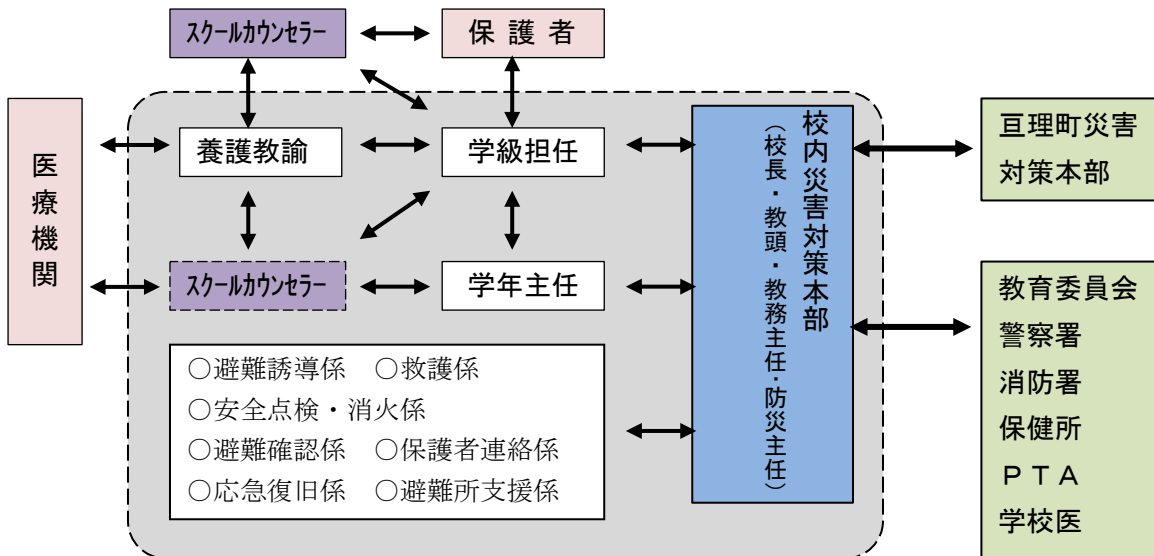 スクールカウンセラー
保護者
医療機関
養護教諭
学級担任
スクールカウンセラー
学年主任
○避難誘導係　○救護係
○安全点検・消火係
○避難確認係　○保護者連絡係
○応急復旧係　○避難所支援係
校内災害対策本部
（校長・教頭・教務主任・防災主任）
亘理町災害
対策本部
教育委員会
警察署
消防署
保健所
ＰＴＡ
学校医